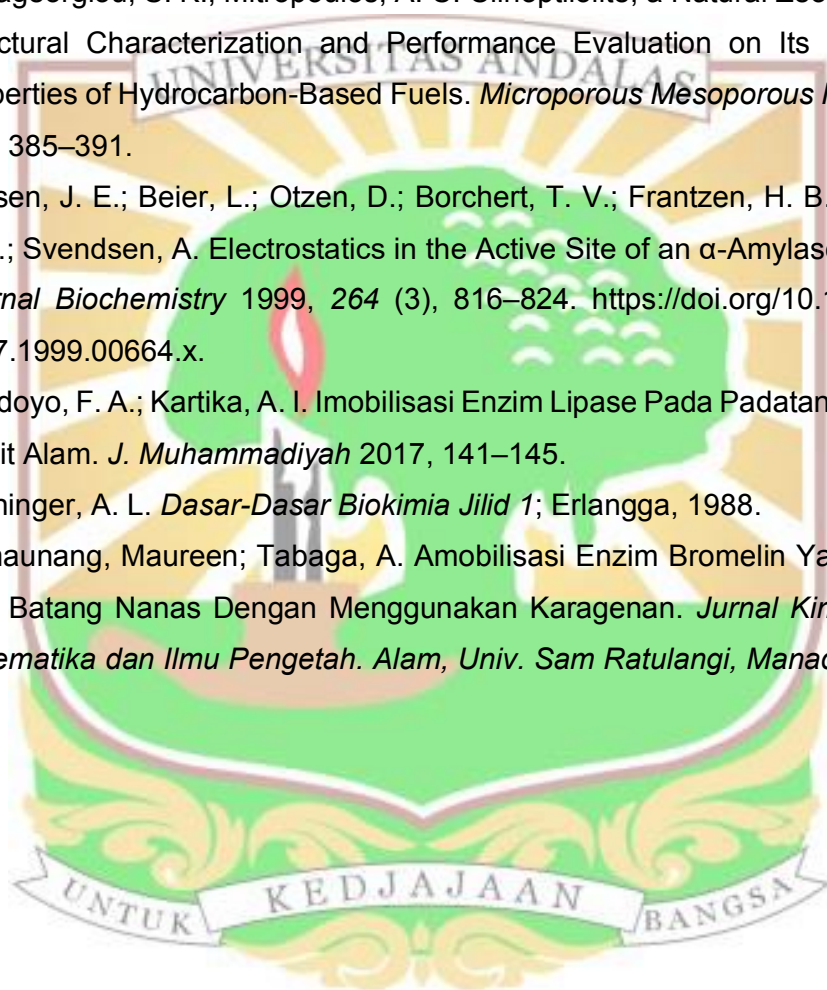 ctural Characterization and Performance Evaluation on Its
perties of Hydrocarbon-Based Fuels. Microporous Mesoporous
385–391.
sen, J. E.; Beier, L.; Otzen, D.; Borchert, T. V.; Frantzen, H. B.
.; Svendsen, A. Electrostatics in the Active Site of an α-Amylase
rnal Biochemistry 1999, 264 (3), 816–824. https://doi.org/10.1
7.1999.00664.x.
doyo, F. A.; Kartika, A. I. Imobilisasi Enzim Lipase Pada Padatan
it Alam. J. Muhammadiyah 2017, 141–145.
ninger, A. L. Dasar-Dasar Biokimia Jilid 1; Erlangga, 1988.
naunang, Maureen; Tabaga, A. Amobilisasi Enzim Bromelin Ya
Batang Nanas Dengan Menggunakan Karagenan. Jurnal Kim
ematika dan Ilmu Pengetah. Alam, Univ. Sam Ratulangi, Manad
UNIVERSITAS ANDALAS
UNTUK KEDJAJAAN BANGSA